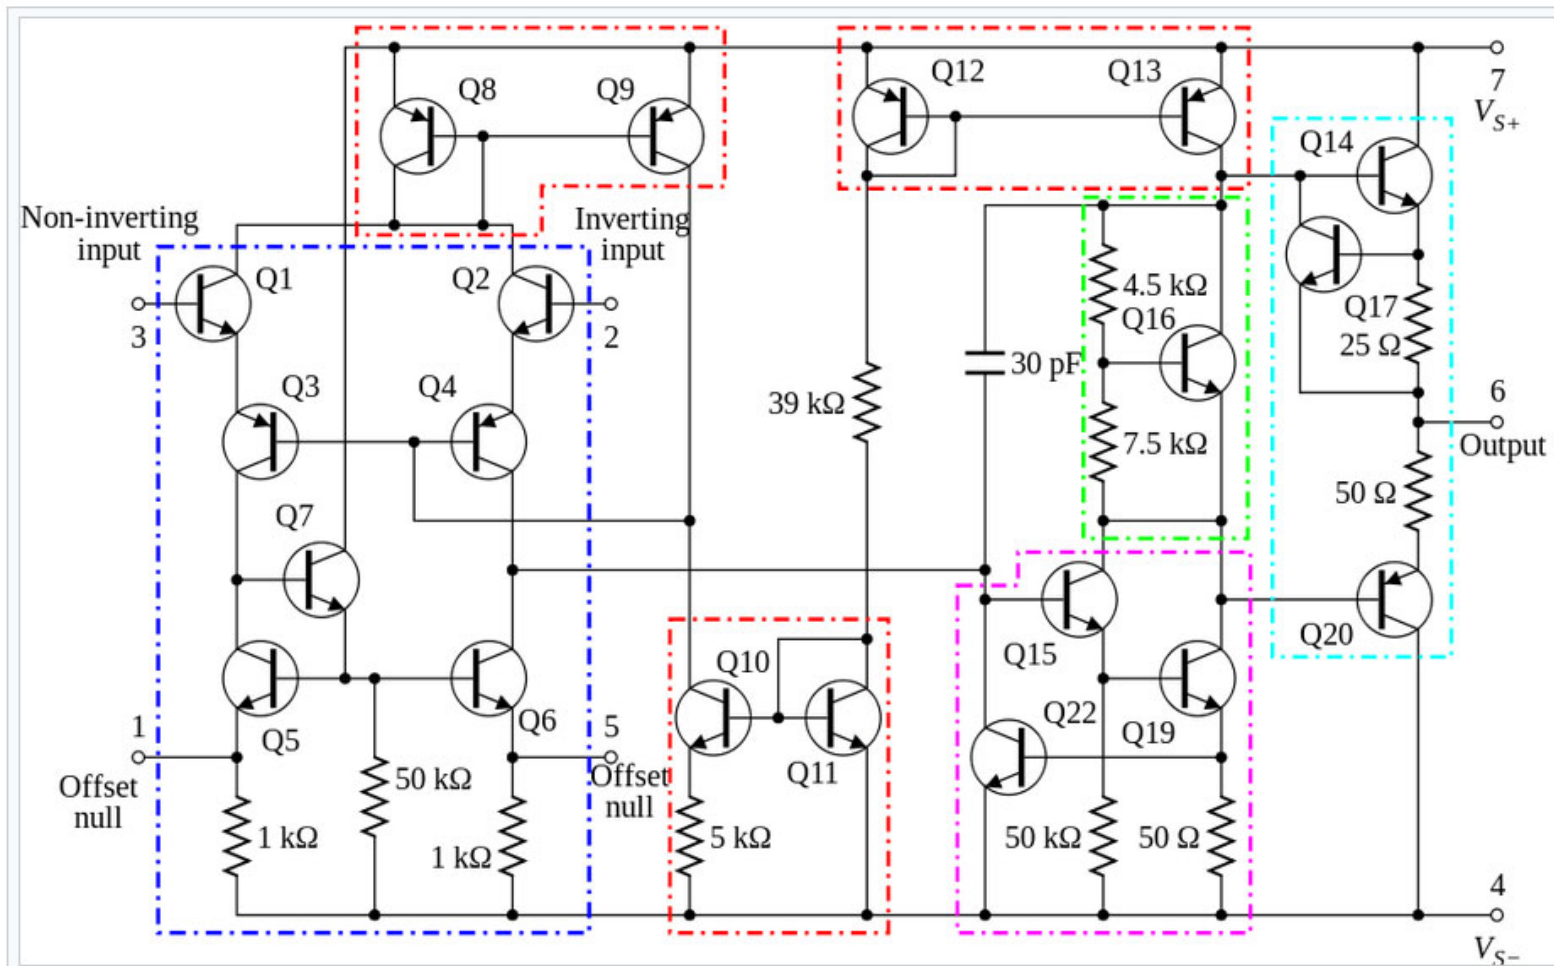 Q8
Q9
Q12
Q13
7
V_{S+}
Q14
Non-inverting
input
Inverting
input
Q1
Q2
3
2
4.5 kΩ
Q16
Q17
25 Ω
30 pF
Q3
Q4
39 kΩ
7.5 kΩ
6
Output
50 Ω
Q7
Q15
Q20
Q10
Q5
Q6
1
Offset
null
5
Offset
null
Q11
Q22
Q19
50 kΩ
1 kΩ
1 kΩ
5 kΩ
50 kΩ
50 Ω
4
V_{S−}